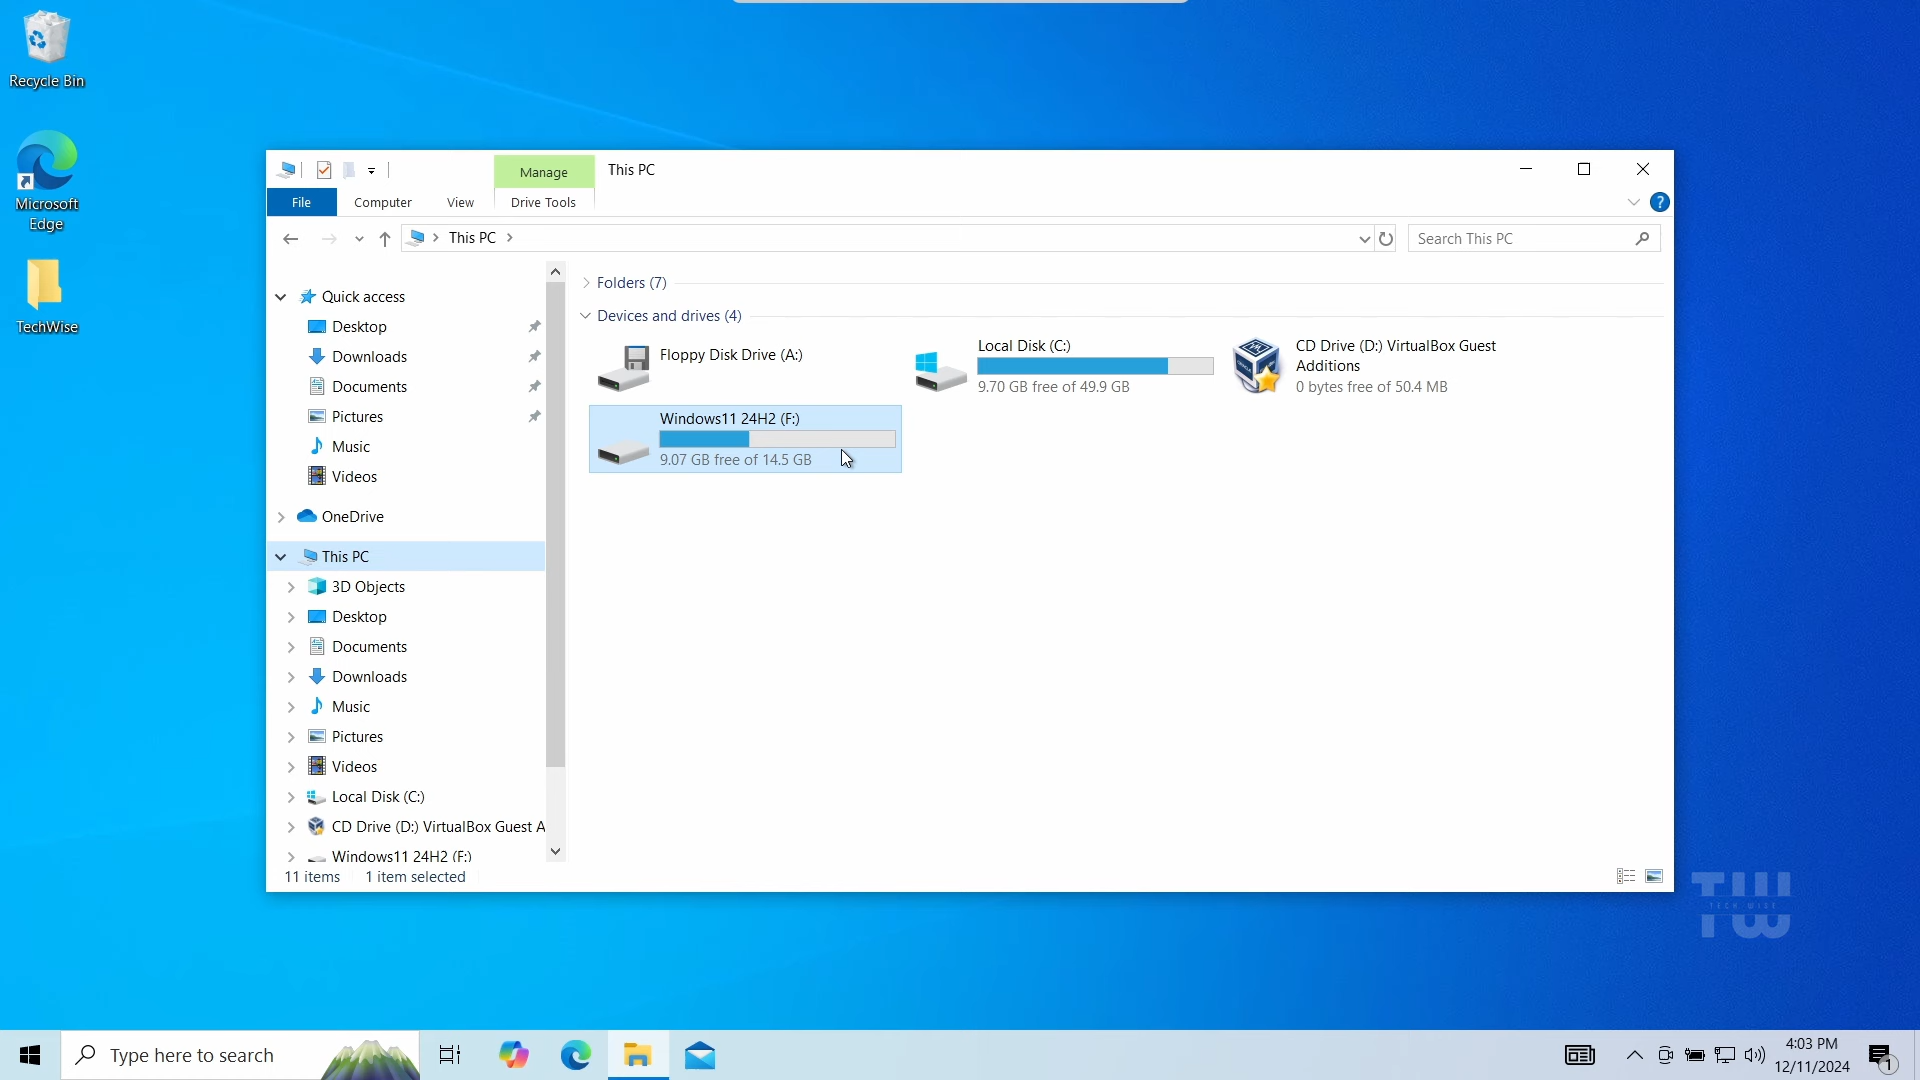 Recycle Bin
Microsoft
Edge
TechWise
Manage
This PC
File
Computer
View
Drive Tools
?
This PC
Search This PC
Quick access
Desktop
Downloads
Documents
Pictures
Music
Videos
OneDrive
This PC
3D Objects
Desktop
Documents
Downloads
Music
Pictures
Videos
Local Disk (C:)
CD Drive (D:) VirtualBox Guest A
Windows11 24H2 (F:)
Folders (7)
Devices and drives (4)
Floppy Disk Drive (A:)
Local Disk (C:)
9.70 GB free of 49.9 GB
CD Drive (D:) VirtualBox Guest
Additions
0 bytes free of 50.4 MB
Windows11 24H2 (F:)
9.07 GB free of 14.5 GB
11 items
1 item selected
TW
TECH WISE
Type here to search
4:03 PM
12/11/2024
1